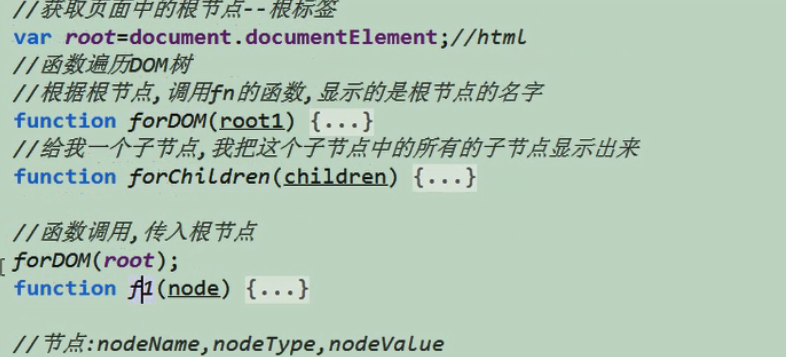 //获取页面中的根节点--根标签
var root=document.documentElement;//html
//函数遍历DOM树
//根据根节点,调用fn的函数,显示的是根节点的名字
function forDOM(root1) {...}
//给我一个子节点,我把这个子节点中的所有的子节点显示出来
function forChildren(children) {...}
//函数调用,传入根节点
forDOM(root);
function f1(node) {...}
//节点:nodeName,nodeType,nodeValue